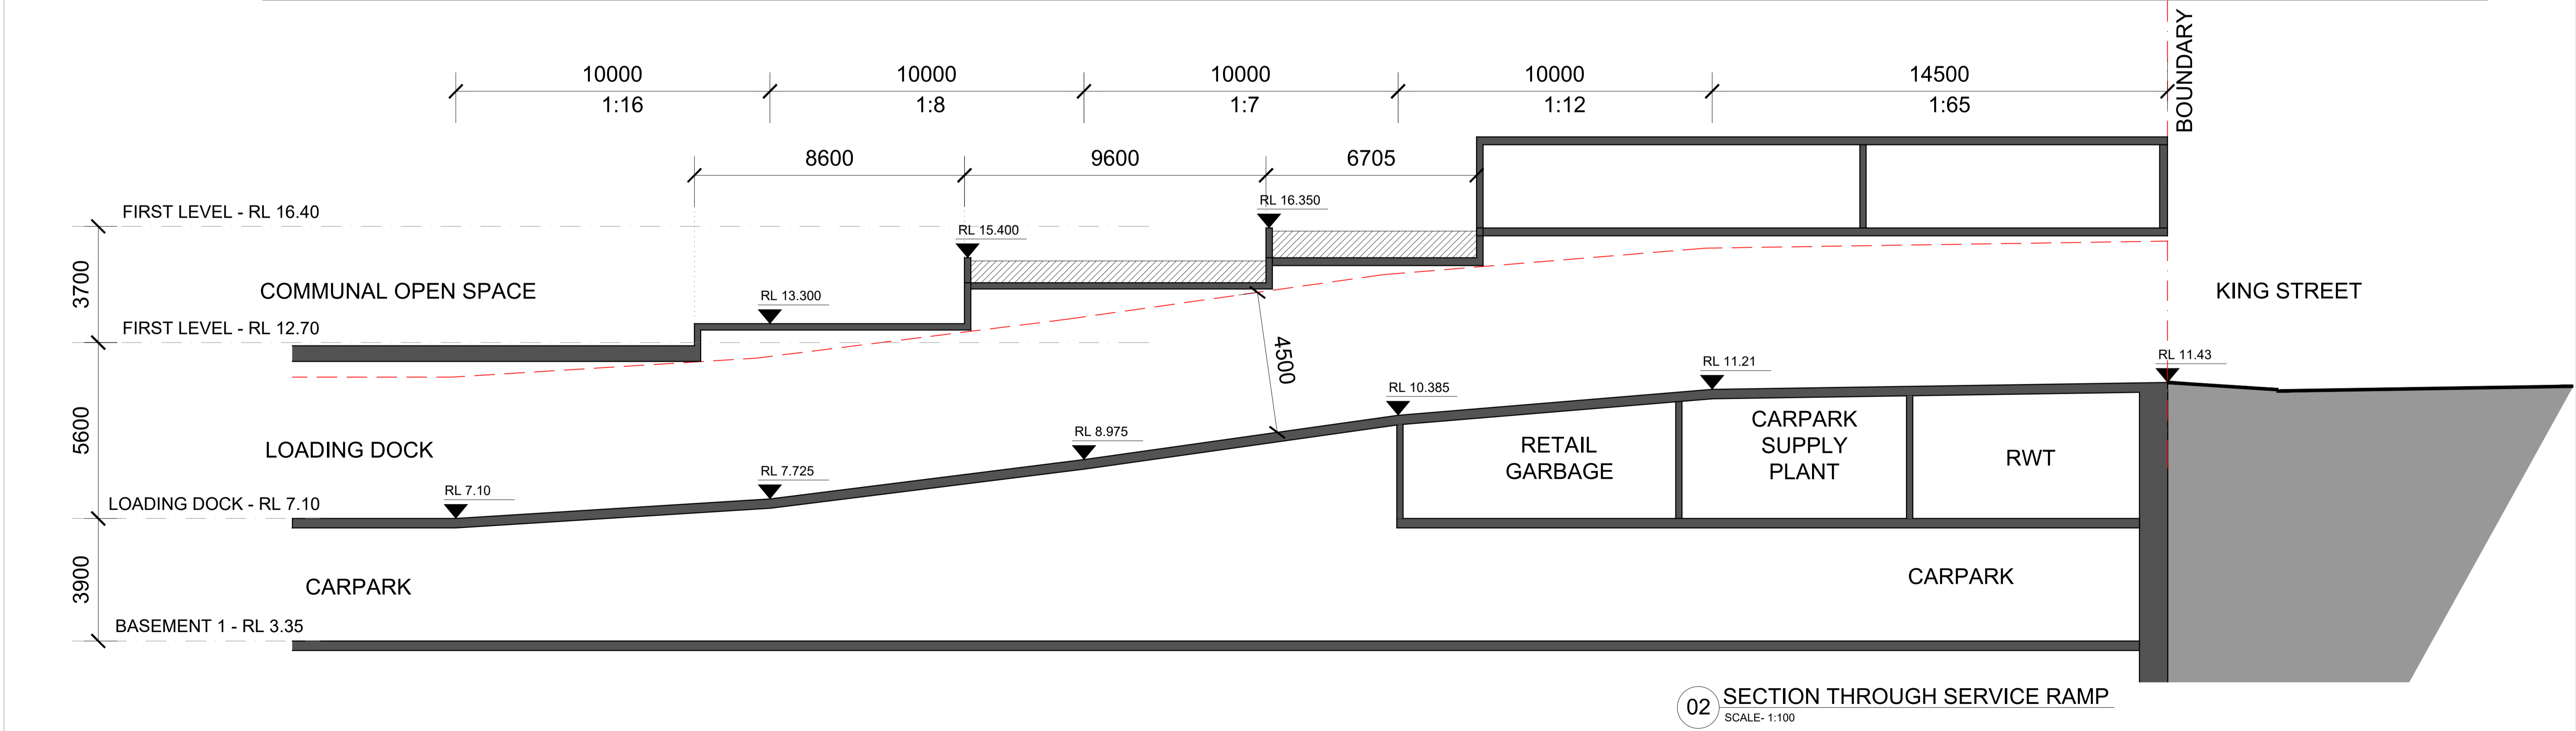 BOUNDARY
10000
10000
10000
10000
14500
1:16
1:8
1:7
1:12
1:65
8600
9600
6705
FIRST LEVEL - RL 16.40
RL 16.350
RL 15.400
3700
COMMUNAL OPEN SPACE
RL 13.300
KING STREET
FIRST LEVEL - RL 12.70
4500
RL 11.21
RL 11.43
RL 10.385
5600
LOADING DOCK
RL 8.975
RL 7.725
RETAIL
GARBAGE
CARPARK
SUPPLY
PLANT
RWT
RL 7.10
LOADING DOCK - RL 7.10
3900
CARPARK
CARPARK
BASEMENT 1 - RL 3.35
02
SECTION THROUGH SERVICE RAMP
SCALE- 1:100